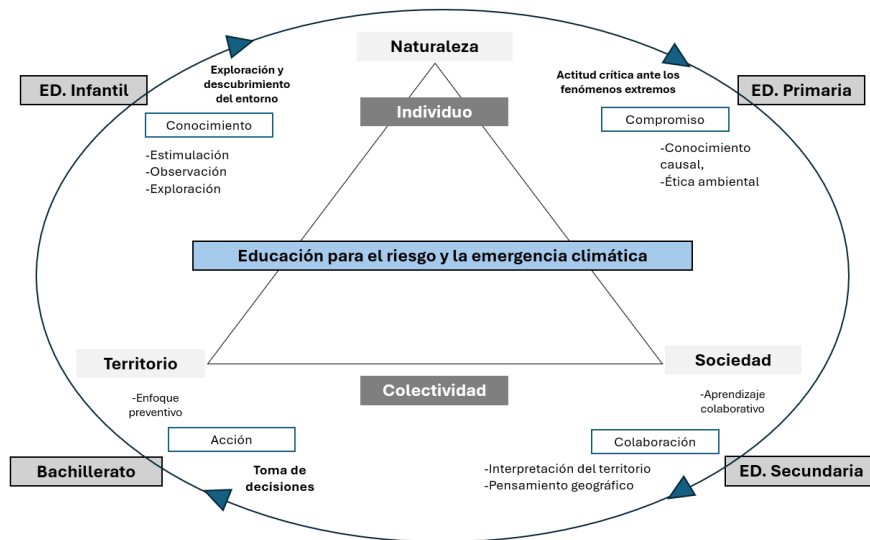 Naturaleza
Exploración y
descubrimiento
del entorno
Actitud crítica ante los
fenómenos extremos
ED. Infantil
ED. Primaria
Individuo
Conocimiento
Compromiso
-Estimulación
-Observación
-Exploración
-Conocimiento
causal,
-Ética ambiental
Educación para el riesgo y la emergencia climática
Territorio
Sociedad
Colectividad
-Enfoque
preventivo
-Aprendizaje
colaborativo
Acción
Colaboración
Bachillerato
Toma de
decisiones
-Interpretación del territorio
-Pensamiento geográfico
ED. Secundaria